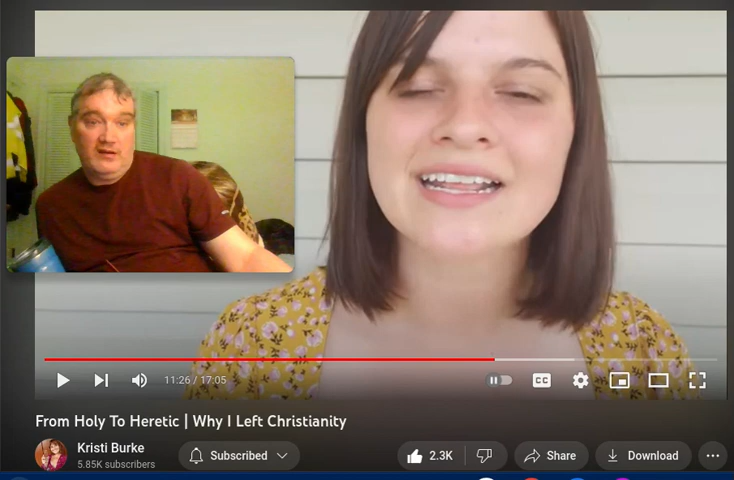 11:26 / 17:05
CC
From Holy To Heretic | Why I Left Christianity
Kristi Burke
5.85K subscribers
Subscribed
2.3K
Share
Download